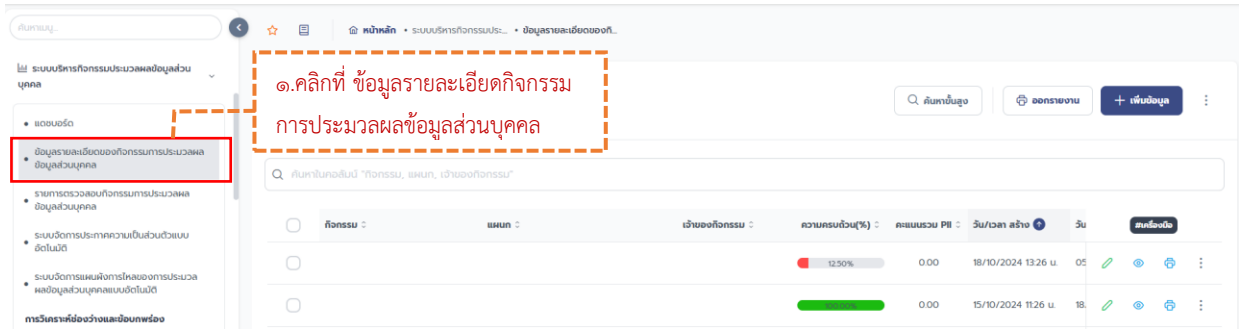 ค้นหาเมนู...
หน้าหลัก • ระบบบริหารกิจกรรมประ... • ข้อมูลรายละเอียดของกิ...
ระบบบริหารกิจกรรมประมวลผลข้อมูลส่วน
บุคคล
แดชบอร์ด
ข้อมูลรายละเอียดของกิจกรรมการประมวลผล
ข้อมูลส่วนบุคคล
รายการตรวจสอบกิจกรรมการประมวลผล
ข้อมูลส่วนบุคคล
ระบบจัดการประกาศความเป็นส่วนตัวแบบ
อัตโนมัติ
ระบบจัดการแผนผังการไหลของการประมวล
ผลข้อมูลส่วนบุคคลแบบอัตโนมัติ
การวิเคราะห์ช่องว่างและข้อบกพร่อง
๑.คลิกที่ ข้อมูลรายละเอียดกิจกรรม
การประมวลผลข้อมูลส่วนบุคคล
ค้นหาขั้นสูง ออกรายงาน + เพิ่มข้อมูล
ค้นหาในคอลัมน์ "กิจกรรม, แผนก, เจ้าของกิจกรรม"
กิจกรรม แผนก เจ้าของกิจกรรม ความครบถ้วน(%) คะแนนรวม PII วัน/เวลา สร้าง วัน #เครื่องมือ
12.50% 0.00 18/10/2024 13:26 น. 05
100.00% 0.00 15/10/2024 11:26 น. 18.